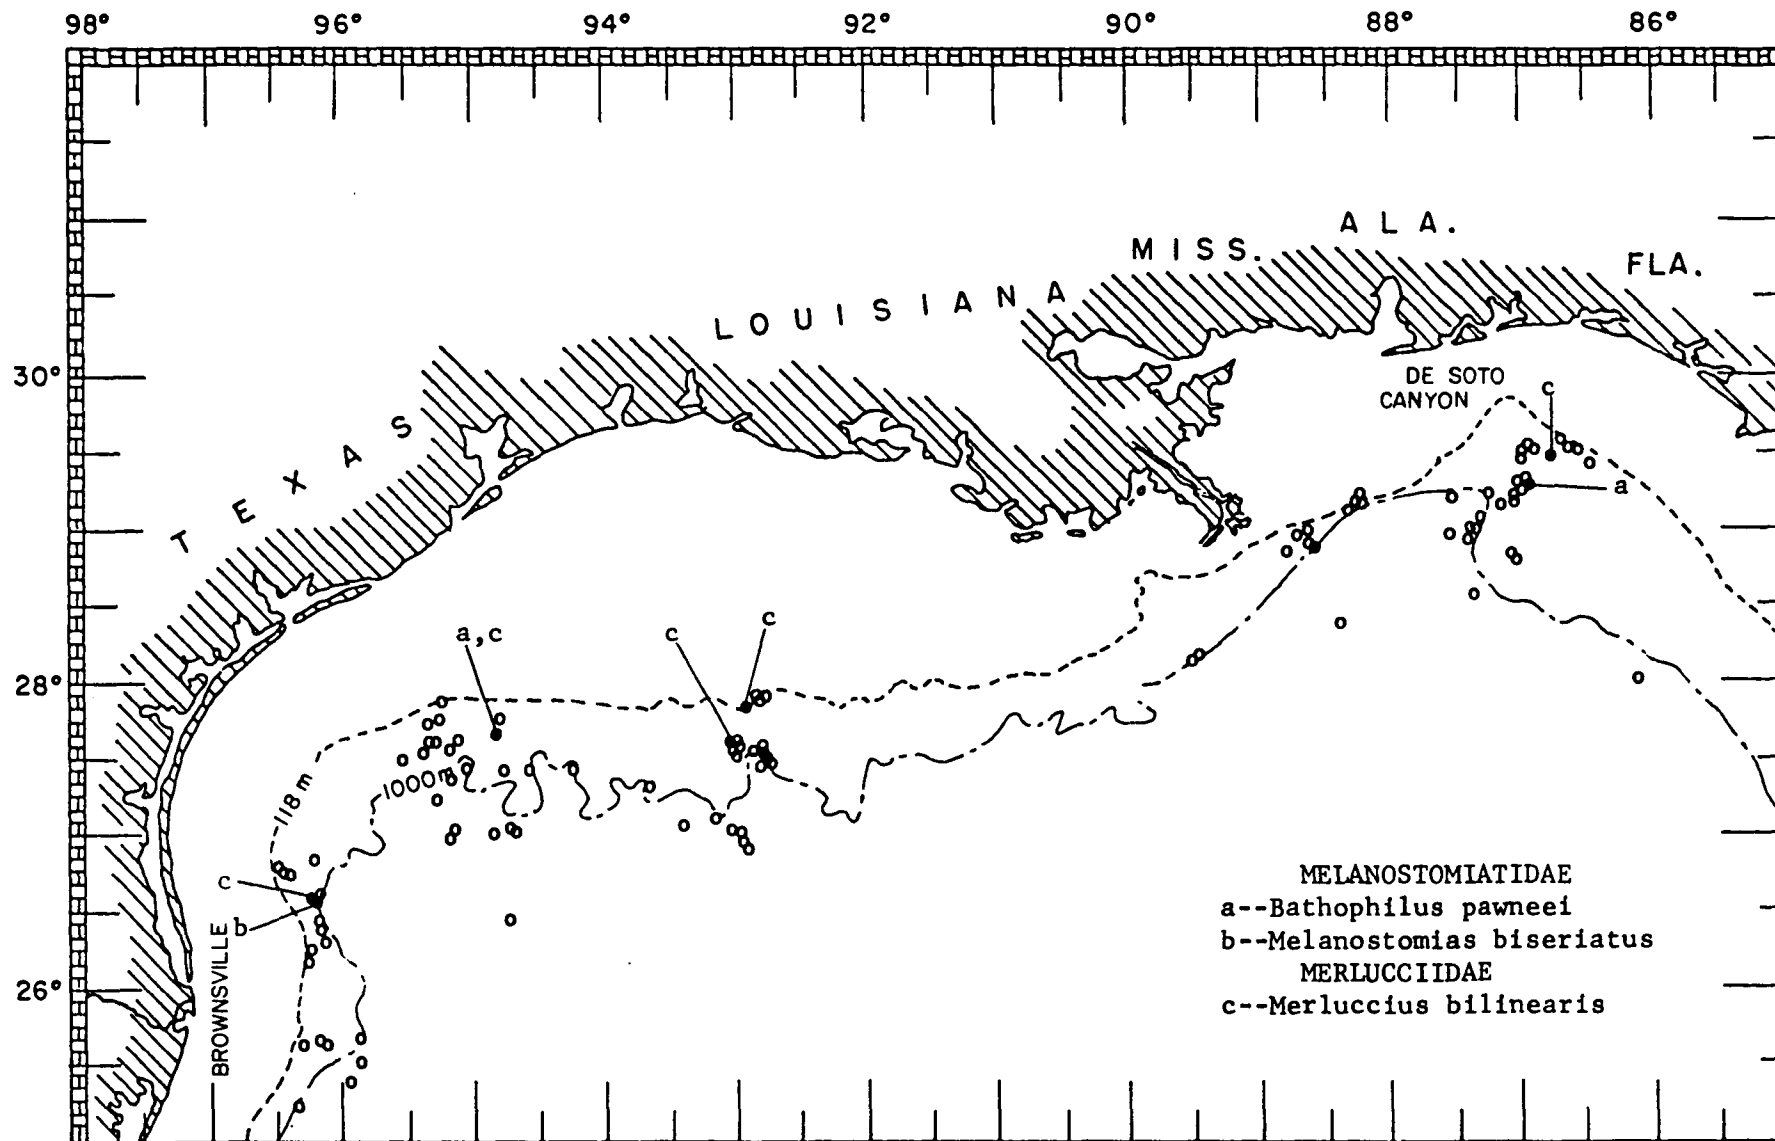 98° 96° 94° 92° 90° 88° 86°
ALA.
MISS.
FLA.
LOUISIANA
30°
DE SOTO
CANYON
c
TEXAS
a
a,c
c
c
28°
1000m
118m
c
b
BROWNSVILLE
26°
MELANOSTOMIATIDAE
a--Bathophilus pawneei
b--Melanostomias biseriatus
MERLUCCIIDAE
c--Merluccius bilinearis